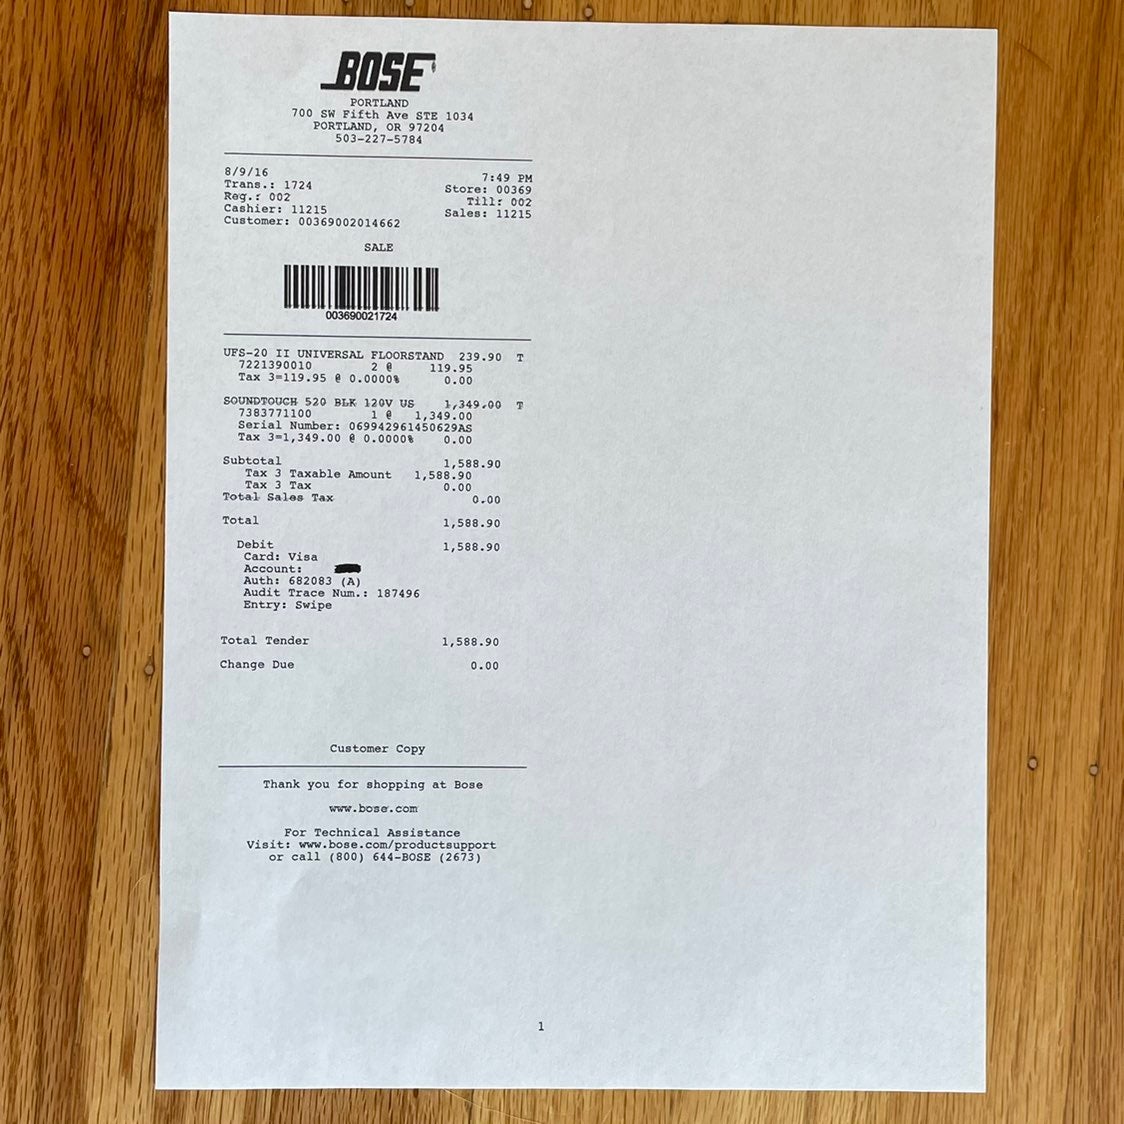 BOSE
PORTLAND
700 SW Fifth Ave STE 1034
PORTLAND, OR 97204
503-227-5784
8/9/16 7:49 PM
Trans.: 1724 Store: 00369
Reg.: 002 Till: 002
Cashier: 11215 Sales: 11215
Customer: 00369002014662
SALE
003690021724
UFS-20 II UNIVERSAL FLOORSTAND 239.90 T
7221390010 2 @ 119.95
Tax 3=119.95 @ 0.0000% 0.00
SOUNDTOUCH 520 BLK 120V US 1,349.00 T
7383771100 1 @ 1,349.00
Serial Number: 069942961450629AS
Tax 3=1,349.00 @ 0.0000% 0.00
Subtotal 1,588.90
Tax 3 Taxable Amount 1,588.90
Tax 3 Tax 0.00
Total Sales Tax 0.00
Total 1,588.90
Debit 1,588.90
Card: Visa
Account:
Auth: 682083 (A)
Audit Trace Num.: 187496
Entry: Swipe
Total Tender 1,588.90
Change Due 0.00
Customer Copy
Thank you for shopping at Bose
www.bose.com
For Technical Assistance
Visit: www.bose.com/productsupport
or call (800) 644-BOSE (2673)
1